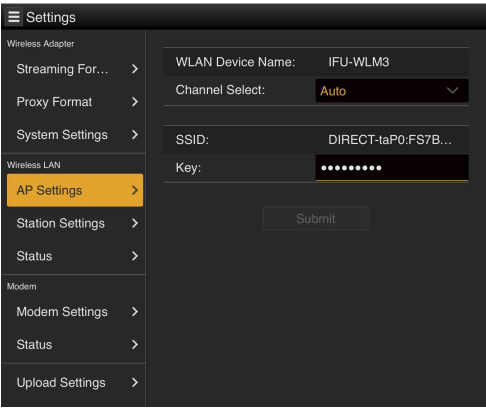 Settings
Wireless Adapter
Streaming For...
Proxy Format
System Settings
Wireless LAN
AP Settings
Station Settings
Status
Modem
Modem Settings
Status
Upload Settings
WLAN Device Name: IFU-WLM3
Channel Select: Auto
SSID: DIRECT-taP0:FS7B...
Key: •••••••••
Submit